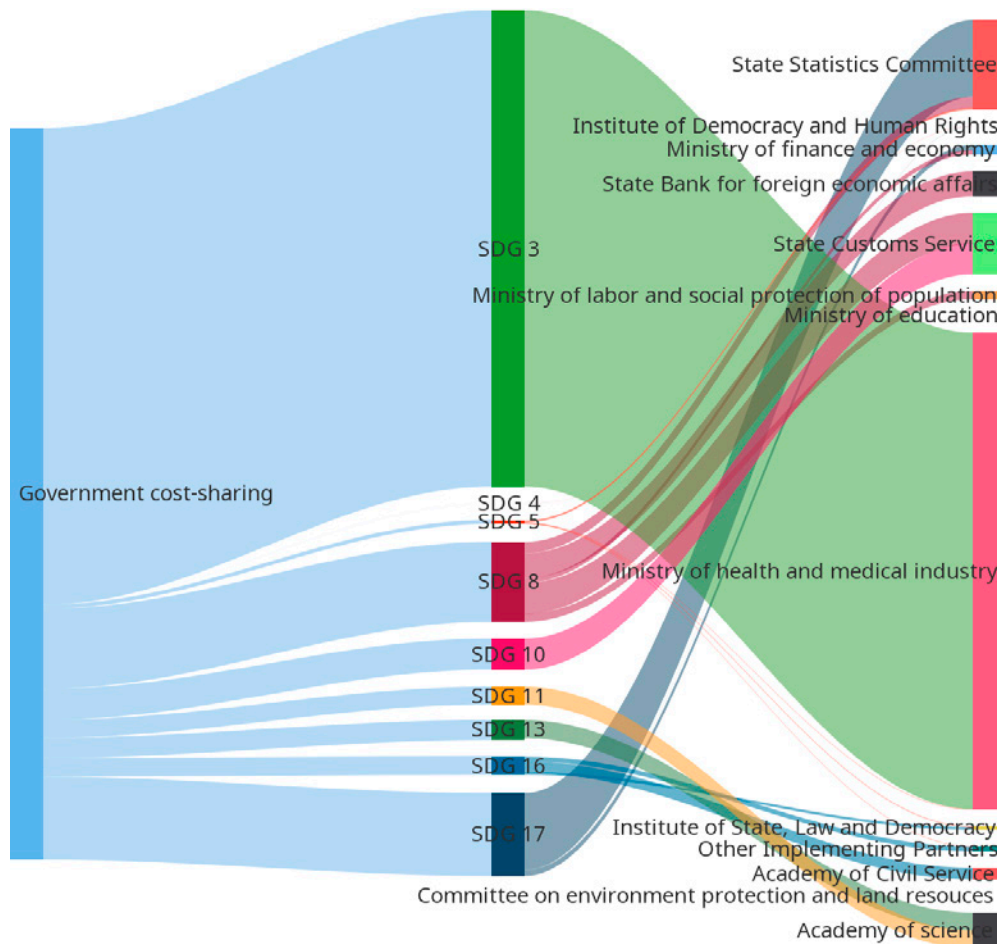 Government cost-sharing
SDG 3
SDG 4
SDG 5
SDG 8
SDG 10
SDG 11
SDG 13
SDG 16
SDG 17
State Statistics Committee
Institute of Democracy and Human Rights
Ministry of finance and economy
State Bank for foreign economic affairs
State Customs Service
Ministry of labor and social protection of population
Ministry of education
Ministry of health and medical industry
Institute of State, Law and Democracy
Other Implementing Partners
Academy of Civil Service
Committee on environment protection and land resouces
Academy of science